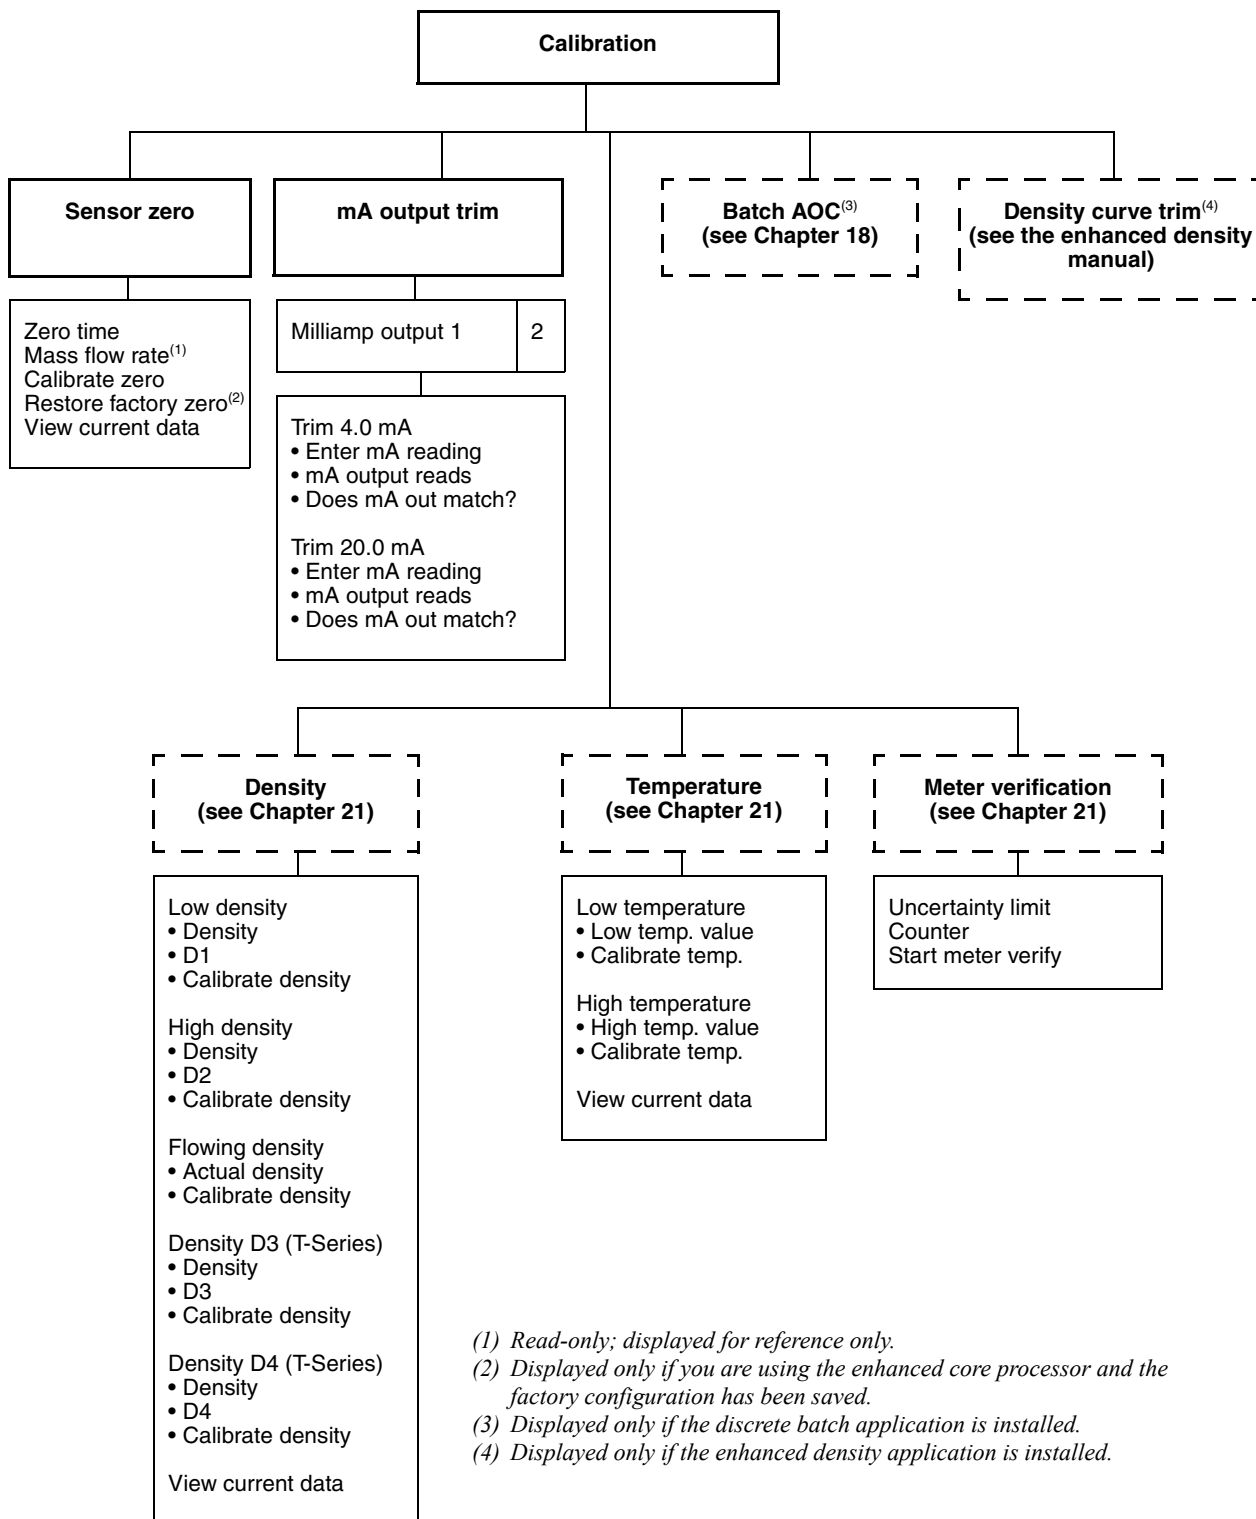 Calibration
Sensor zero
mA output trim
Batch AOC(3)
(see Chapter 18)
Density curve trim(4)
(see the enhanced density
manual)
Zero time
Mass flow rate(1)
Calibrate zero
Restore factory zero(2)
View current data
Milliamp output 1
2
Trim 4.0 mA
• Enter mA reading
• mA output reads
• Does mA out match?
Trim 20.0 mA
• Enter mA reading
• mA output reads
• Does mA out match?
Density
(see Chapter 21)
Temperature
(see Chapter 21)
Meter verification
(see Chapter 21)
Low density
• Density
• D1
• Calibrate density
High density
• Density
• D2
• Calibrate density
Flowing density
• Actual density
• Calibrate density
Density D3 (T-Series)
• Density
• D3
• Calibrate density
Density D4 (T-Series)
• Density
• D4
• Calibrate density
View current data
Low temperature
• Low temp. value
• Calibrate temp.
High temperature
• High temp. value
• Calibrate temp.
View current data
Uncertainty limit
Counter
Start meter verify
(1) Read-only; displayed for reference only.
(2) Displayed only if you are using the enhanced core processor and the
factory configuration has been saved.
(3) Displayed only if the discrete batch application is installed.
(4) Displayed only if the enhanced density application is installed.